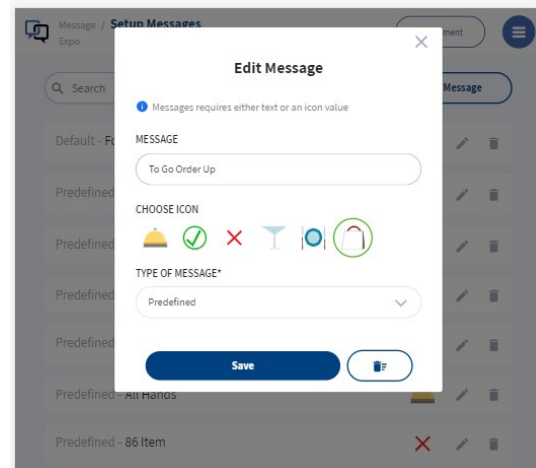 Message / Setup Messages
Expo
ment
Search
Message
Edit Message
Messages requires either text or an icon value
MESSAGE
To Go Order Up
CHOOSE ICON
TYPE OF MESSAGE*
Predefined
Save
Default - Fo
Predefined
Predefined
Predefined
Predefined
Predefined - All Hands
Predefined - 86 Item